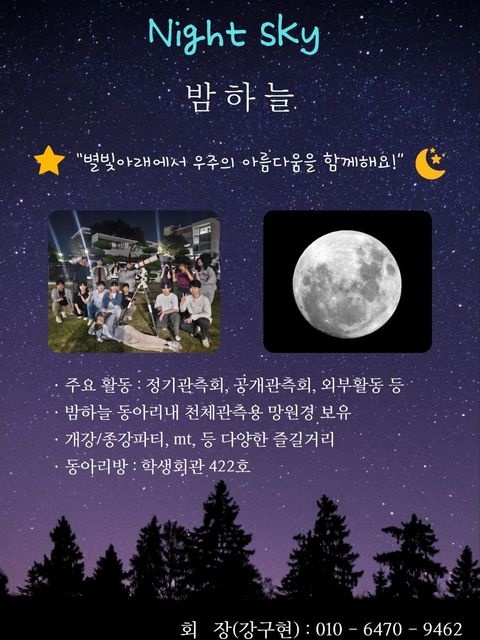 Night Sky
밤하늘
"별빛아래에서 우주의 아름다움을 함께해요!"
· 주요 활동 : 정기관측회, 공개관측회, 외부활동 등
· 밤하늘 동아리내 천체관측용 망원경 보유
· 개강/종강파티, mt, 등 다양한 즐길거리
· 동아리방 : 학생회관 422호
회 장(강구현) : 010 - 6470 - 9462